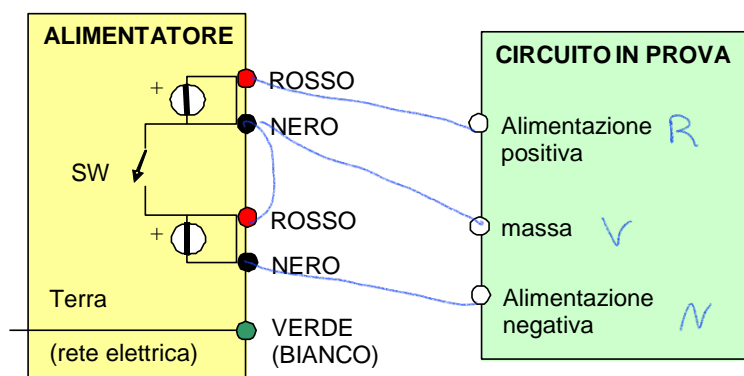 ALIMENTATORE
+
ROSSO
NERO
SW
+
ROSSO
NERO
Terra
(rete elettrica)
VERDE
(BIANCO)
CIRCUITO IN PROVA
Alimentazione
positiva
R
massa
V
Alimentazione
negativa
N